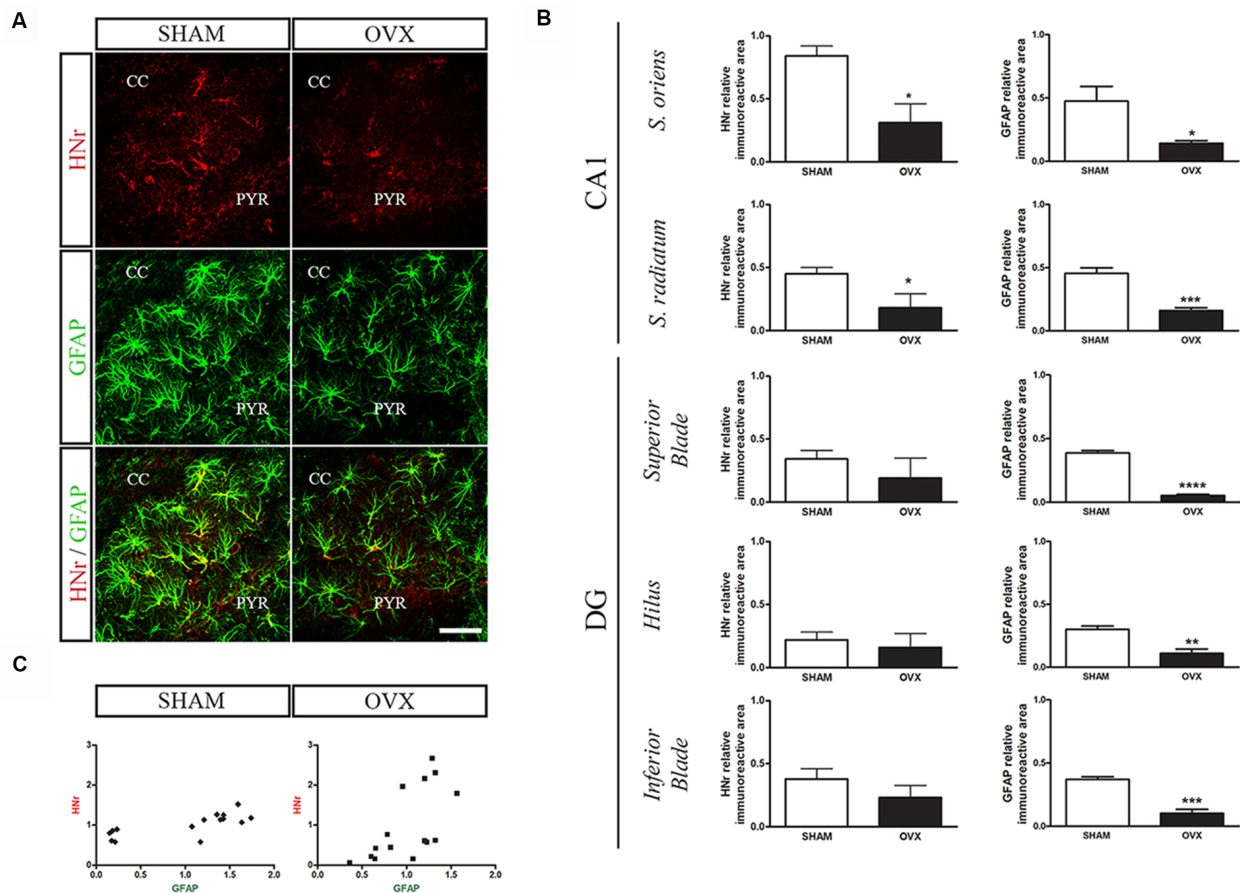 A
SHAM OVX
HNr
CC
PYR
CC
PYR
GFAP
CC
PYR
CC
PYR
HNr / GFAP
CC
PYR
CC
PYR
C
SHAM OVX
HNr
3
2
1
0
0.0 0.5 1.0 1.5 2.0
GFAP
HNr
3
2
1
0
0.0 0.5 1.0 1.5 2.0
GFAP
B
CA1
S. oriens
HNr relative
immunoreactive area
1.0
0.5
0.0
*
SHAM OVX
GFAP relative
immunoreactive area
1.0
0.5
0.0
*
SHAM OVX
S. radiatum
HNr relative
immunoreactive area
1.0
0.5
0.0
*
SHAM OVX
GFAP relative
immunoreactive area
1.0
0.5
0.0
***
SHAM OVX
DG
Superior
Blade
HNr relative
immunoreactive area
1.0
0.5
0.0
SHAM OVX
GFAP relative
immunoreactive area
1.0
0.5
0.0
****
SHAM OVX
Hilus
HNr relative
immunoreactive area
1.0
0.5
0.0
SHAM OVX
GFAP relative
immunoreactive area
1.0
0.5
0.0
**
SHAM OVX
Inferior
Blade
HNr relative
immunoreactive area
1.0
0.5
0.0
SHAM OVX
GFAP relative
immunoreactive area
1.0
0.5
0.0
***
SHAM OVX